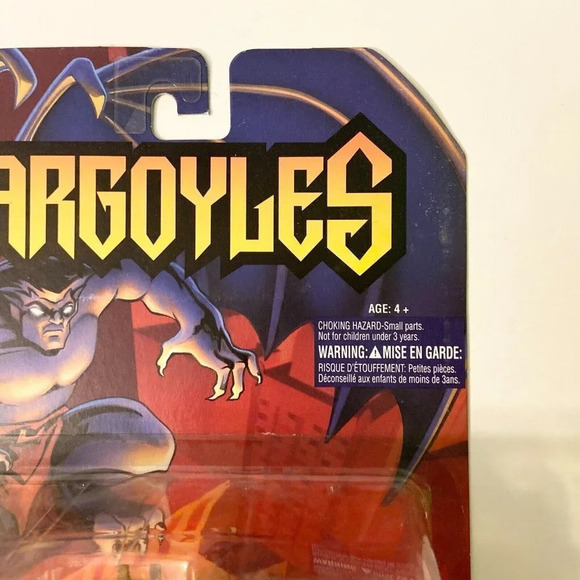 ARGOYLES
AGE: 4 +
CHOKING HAZARD-Small parts.
Not for children under 3 years.
WARNING: MISE EN GARDE:
RISQUE D'ÉTOUFFEMENT: Petites pièces.
Déconseillé aux enfants de moins de 3ans.